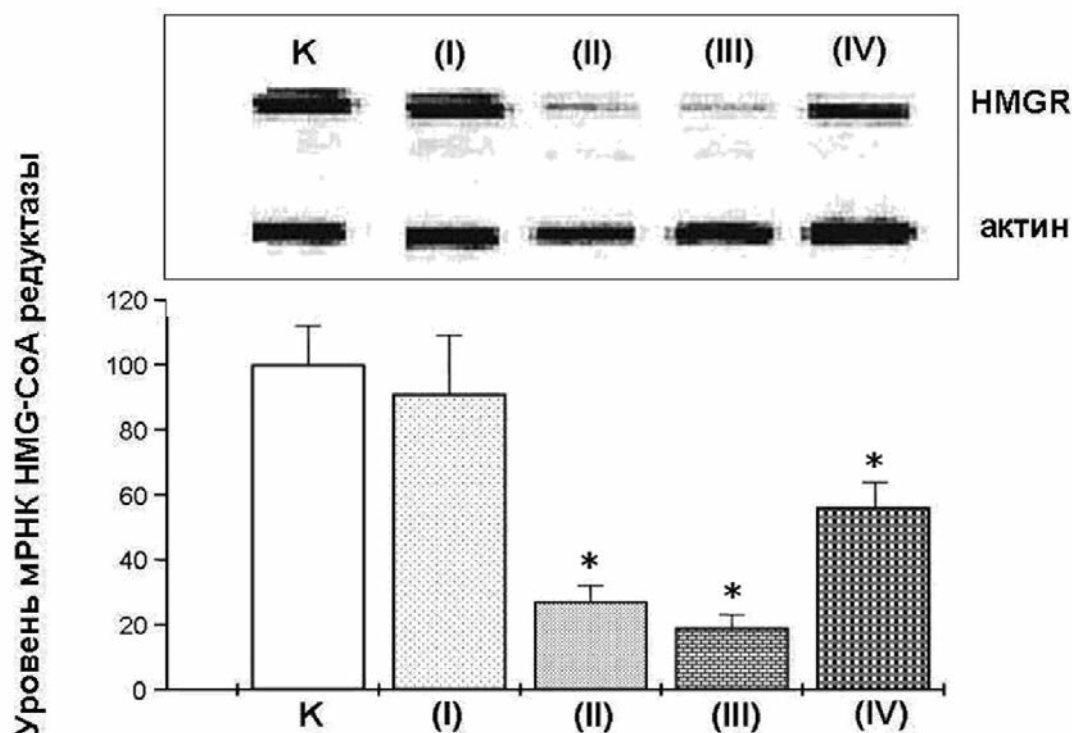 К (I) (II) (III) (IV)
HMGR
актин
Уровень мРНК HMG-CoA редуктазы
120
100
80
60
40
20
0
* * *
К (I) (II) (III) (IV)